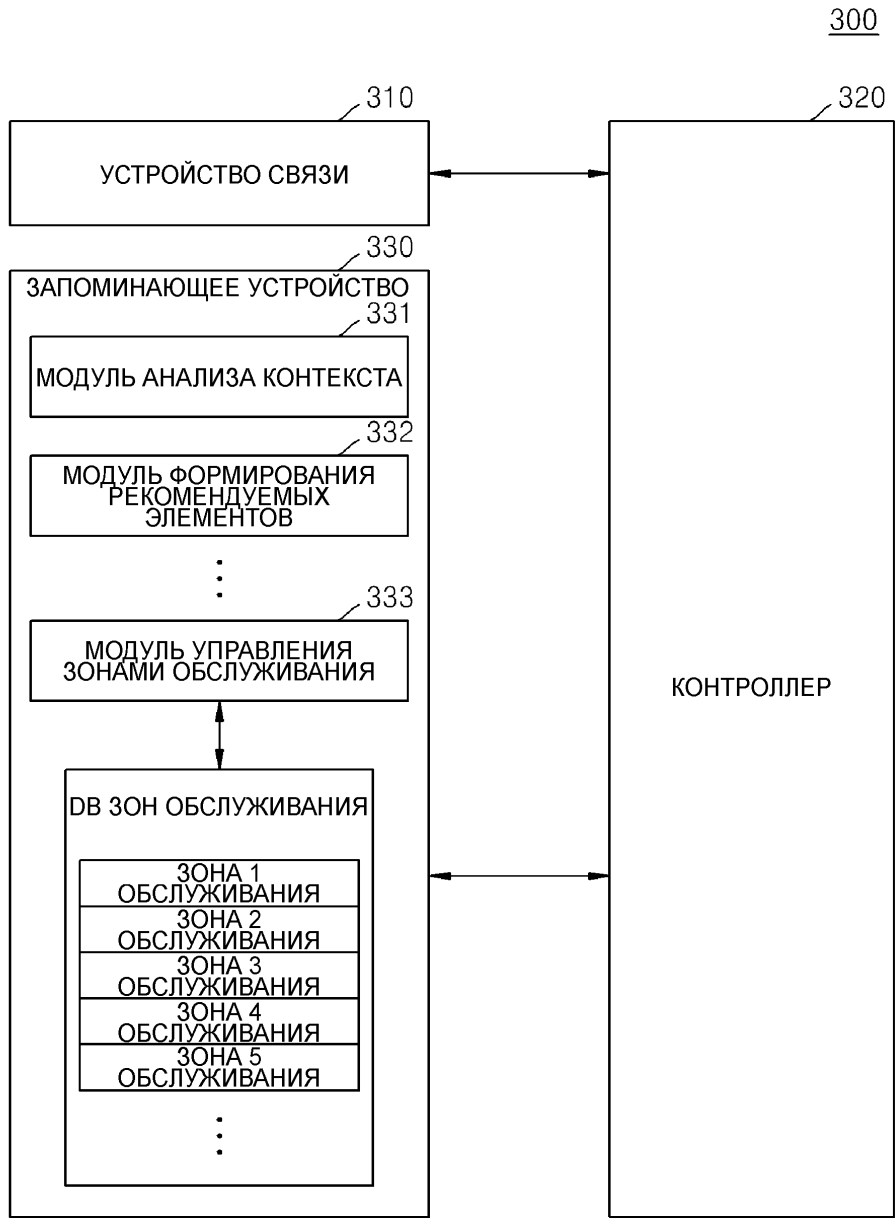 300
310
320
УСТРОЙСТВО СВЯЗИ
330
ЗАПОМИНАЮЩЕЕ УСТРОЙСТВО
331
МОДУЛЬ АНАЛИЗА КОНТЕКСТА
332
МОДУЛЬ ФОРМИРОВАНИЯ
РЕКОМЕНДУЕМЫХ
ЭЛЕМЕНТОВ
333
МОДУЛЬ УПРАВЛЕНИЯ
ЗОНАМИ ОБСЛУЖИВАНИЯ
КОНТРОЛЛЕР
DB ЗОН ОБСЛУЖИВАНИЯ
ЗОНА 1
ОБСЛУЖИВАНИЯ
ЗОНА 2
ОБСЛУЖИВАНИЯ
ЗОНА 3
ОБСЛУЖИВАНИЯ
ЗОНА 4
ОБСЛУЖИВАНИЯ
ЗОНА 5
ОБСЛУЖИВАНИЯ